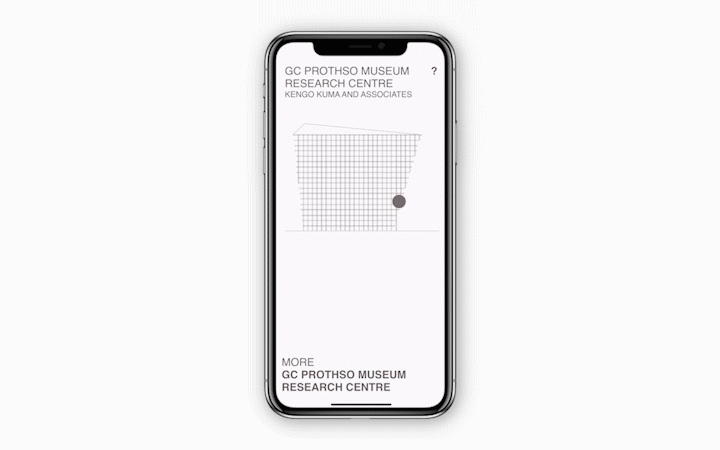 GC PROTHSO MUSEUM
RESEARCH CENTRE
KENGO KUMA AND ASSOCIATES
?
MORE
GC PROTHSO MUSEUM
RESEARCH CENTRE